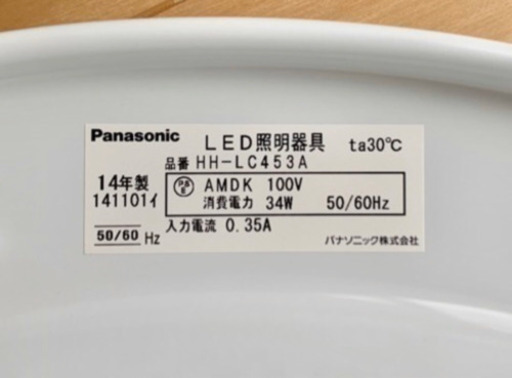 Panasonic LED照明器具 ta30℃
品番 HH-LC453A
14年製
141101イ
PS E AMDK 100V
消費電力 34W 50/60Hz
50/60 Hz
入力電流 0.35A
パナソニック株式会社